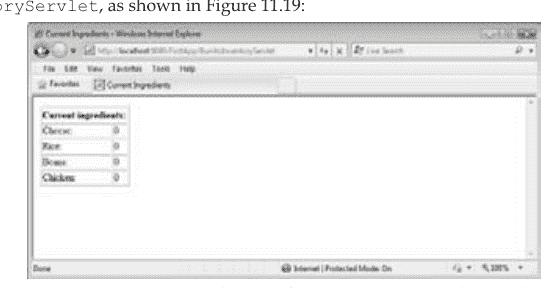 oryServlet, as shown in Figure 11.19:
Current Ingredients - Windows Internet Explorer
Live Search
File Edit View Favorites Tools Help
Favorites Current Ingredients
Current ingredients:
Cheese: 0
Rice: 0
Beans: 0
Chicken: 0
Done Internet | Protected Mode: On 100%